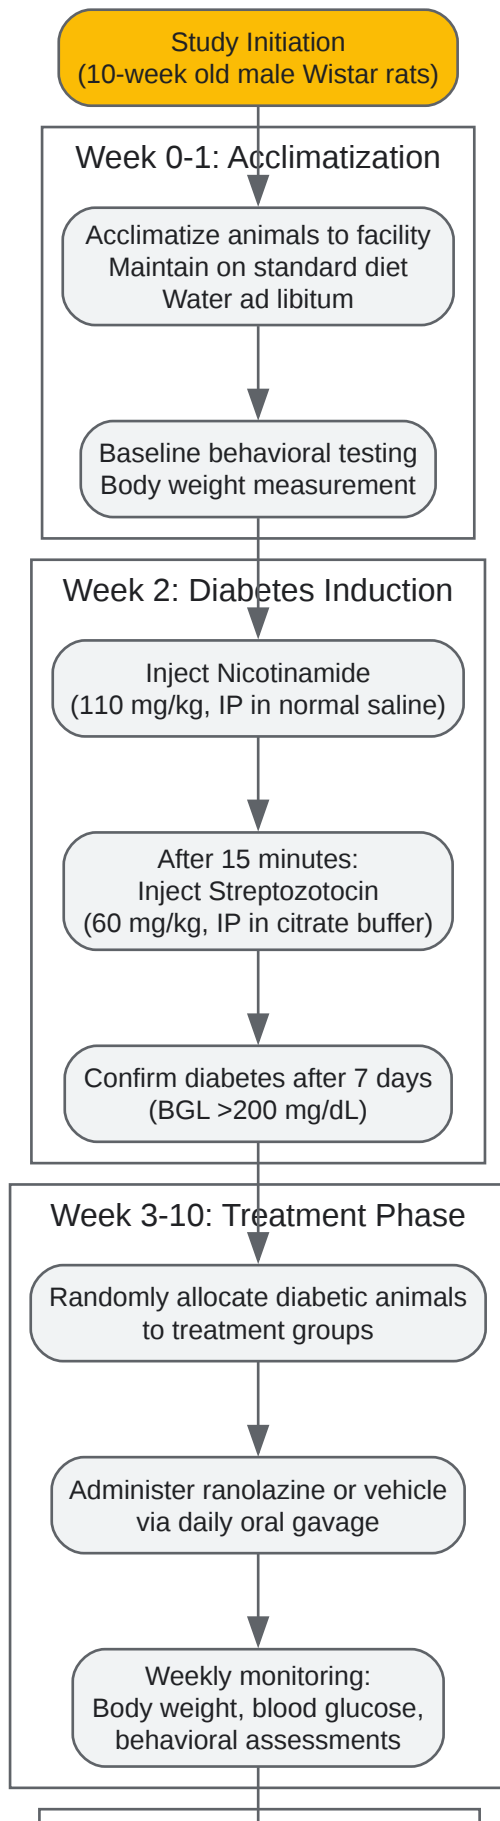 Study Initiation
(10-week old male Wistar rats)
Week 0-1: Acclimatization
Acclimatize animals to facility
Maintain on standard diet
Water ad libitum
Baseline behavioral testing
Body weight measurement
Week 2: Diabetes Induction
Inject Nicotinamide
(110 mg/kg, IP in normal saline)
After 15 minutes:
Inject Streptozotocin
(60 mg/kg, IP in citrate buffer)
Confirm diabetes after 7 days
(BGL >200 mg/dL)
Week 3-10: Treatment Phase
Randomly allocate diabetic animals
to treatment groups
Administer ranolazine or vehicle
via daily oral gavage
Weekly monitoring:
Body weight, blood glucose,
behavioral assessments